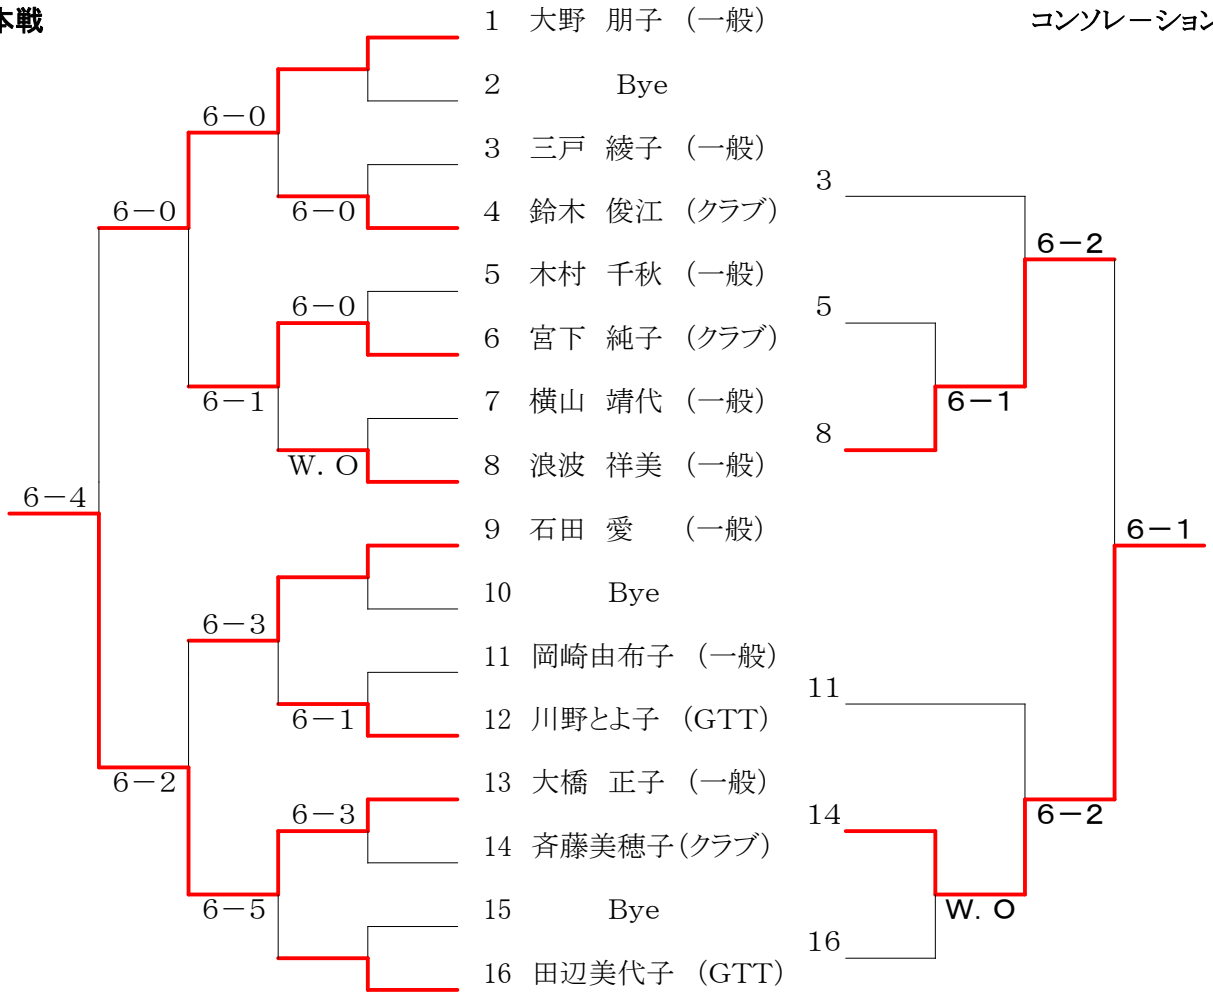 本戦
コンソレーション
1 大野 朋子 (一般)
2 Bye
6-0
3 三戸 綾子 (一般)
3
6-0
6-0
4 鈴木 俊江 (クラブ)
6-2
5 木村 千秋 (一般)
6-0
5
6 宮下 純子 (クラブ)
6-1
7 横山 靖代 (一般)
6-1
8
W.O
8 浪波 祥美 (一般)
6-4
9 石田 愛 (一般)
6-1
10 Bye
6-3
11 岡崎由布子 (一般)
11
6-1
12 川野とよ子 (GTT)
6-2
13 大橋 正子 (一般)
6-3
14
6-2
14 斉藤美穂子(クラブ)
6-5
15 Bye
W.O
16
16 田辺美代子 (GTT)